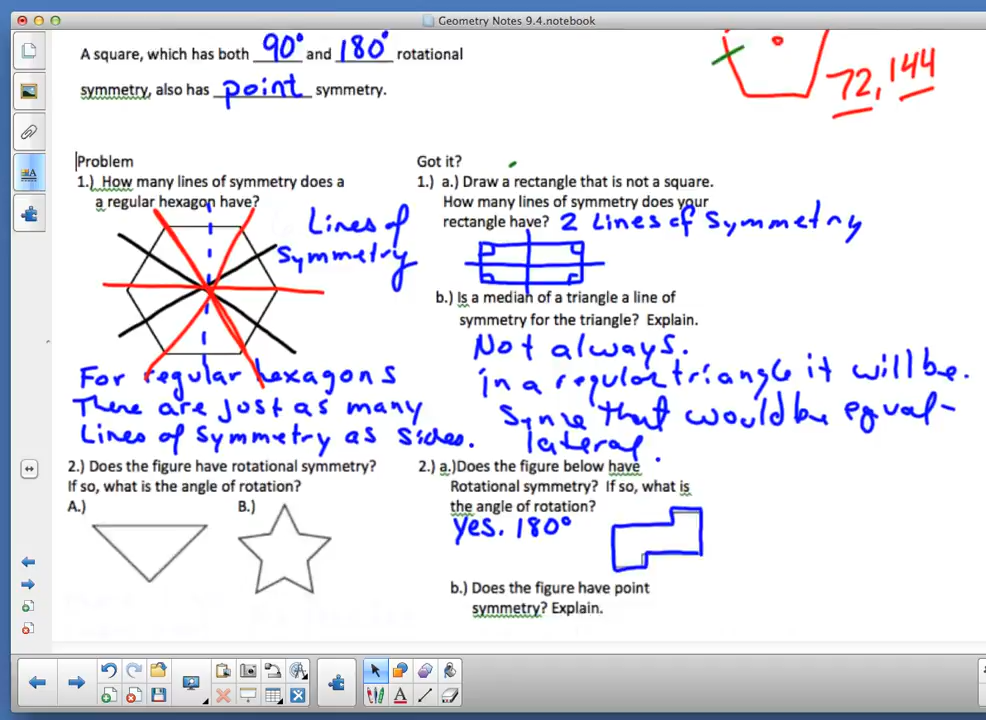 Geometry Notes 9.4.notebook
A square, which has both 90° and 180° rotational
symmetry, also has point symmetry.
72, 144
Problem
1.) How many lines of symmetry does a
a regular hexagon have?
Lines of
Symmetry
For regular hexagons
There are just as many
Lines of Symmetry as Sides.
2.) Does the figure have rotational symmetry?
If so, what is the angle of rotation?
A.)
B.)
Got it?
1.) a.) Draw a rectangle that is not a square.
How many lines of symmetry does your
rectangle have? 2 Lines of Symmetry
b.) Is a median of a triangle a line of
symmetry for the triangle? Explain.
Not always.
in a regular triangle it will be.
Synse that would be equal-
lateral.
2.) a.)Does the figure below have
Rotational symmetry? If so, what is
the angle of rotation?
Yes. 180°
b.) Does the figure have point
symmetry? Explain.